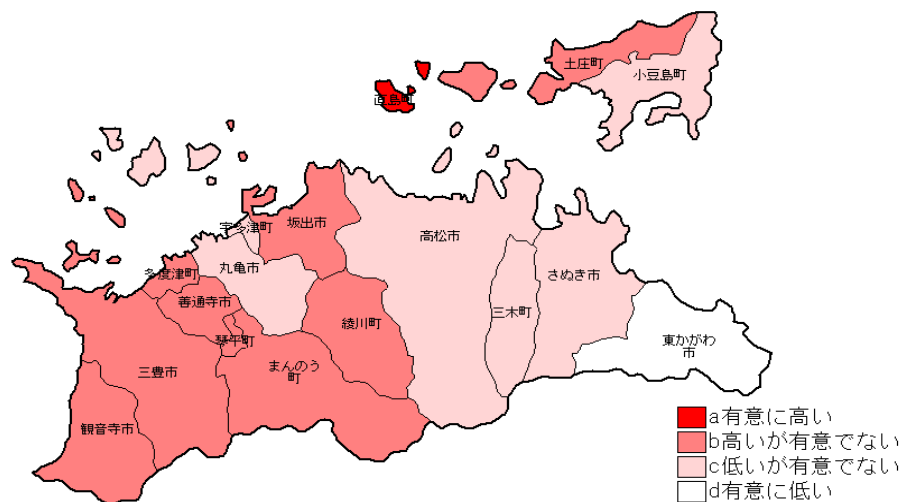 土庄町
小豆島町
直島町
宇多津町
坂出市
高松市
丸亀市
多度津町
さぬき市
善通寺市
三木町
綾川町
琴平町
東かがわ
市
まんのう
町
三豊市
観音寺市
a有意に高い
b高いが有意でない
c低いが有意でない
d有意に低い